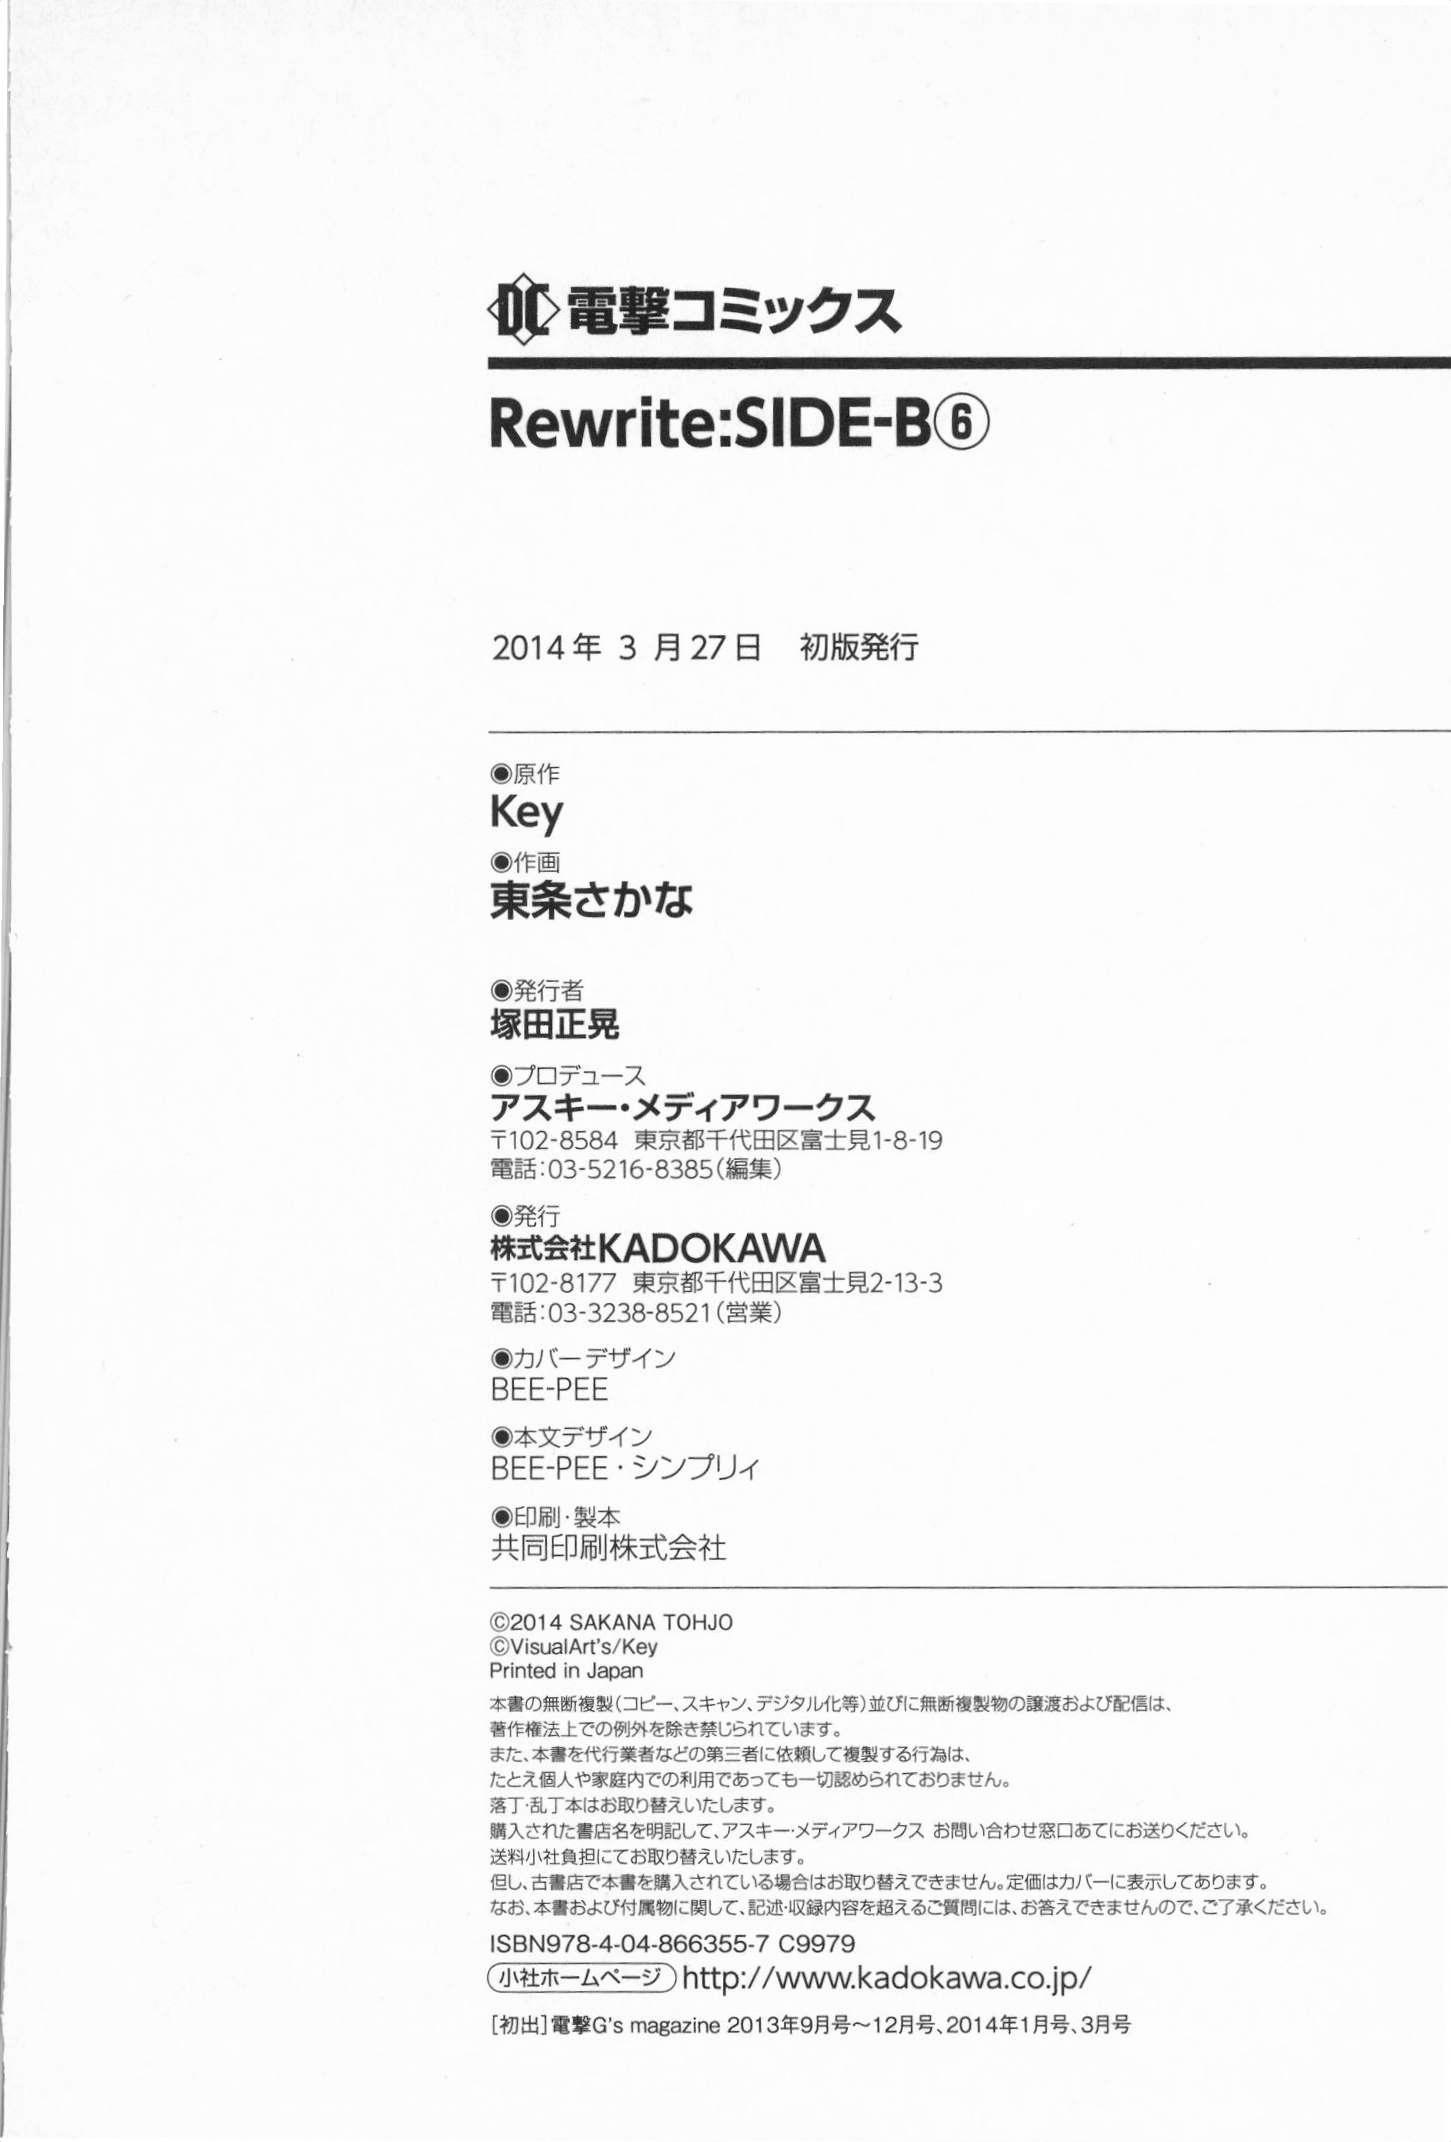 DC 電撃コミックス
Rewrite:SIDE-B⑥
2014年 3 月27日 初版発行
◉原作
Key
◉作画
東条さかな
◉発行者
塚田正晃
◉プロデュース
アスキー・メディアワークス
〒102-8584 東京都千代田区富士見1-8-19
電話:03-5216-8385(編集)
◉発行
株式会社KADOKAWA
〒102-8177 東京都千代田区富士見2-13-3
電話:03-3238-8521(営業)
◉カバーデザイン
BEE-PEE
◉本文デザイン
BEE-PEE・シンプリィ
◉印刷・製本
共同印刷株式会社
©2014 SAKANA TOHJO
©VisualArt's/Key
Printed in Japan
本書の無断複製(コピー、スキャン、デジタル化等)並びに無断複製物の譲渡および配信は、
著作権法上での例外を除き禁じられています。
また、本書を代行業者などの第三者に依頼して複製する行為は、
たとえ個人や家庭内での利用であっても一切認められておりません。
落丁・乱丁本はお取り替えいたします。
購入された書店名を明記して、アスキー・メディアワークス お問い合わせ窓口あてにお送りください。
送料小社負担にてお取り替えいたします。
但し、古書店で本書を購入されている場合はお取り替えできません。定価はカバーに表示してあります。
なお、本書および付属物に関して、記述・収録内容を超えるご質問には、お答えできませんので、ご了承ください。
ISBN978-4-04-866355-7 C9979
小社ホームページ http://www.kadokawa.co.jp/
[初出]電撃G's magazine 2013年9月号〜12月号、2014年1月号、3月号